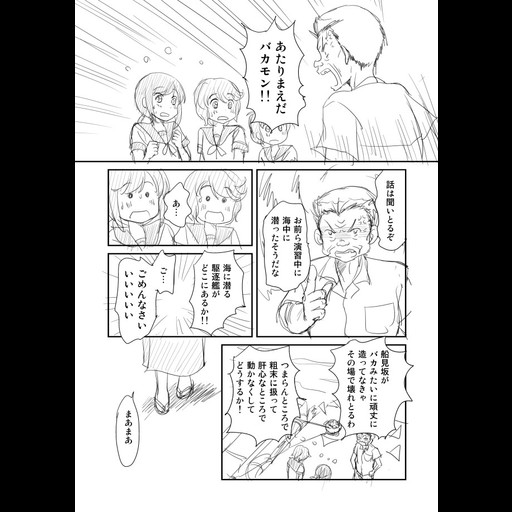 あたりまえだ
バカモン!!
話は聞いとるぞ
お前ら演習中に
海中に
潜ったそうだな
あ…
海に潜る
駆逐艦が
どこにあるか!!
ご…
ごめんなさい
いいいいい
船見坂が
バカみたいに頑丈に
造ってなきゃ
その場で壊れとるわ
つまらんところで
粗末に扱って
肝心なところで
動かなくして
どうするか!
まあまあ